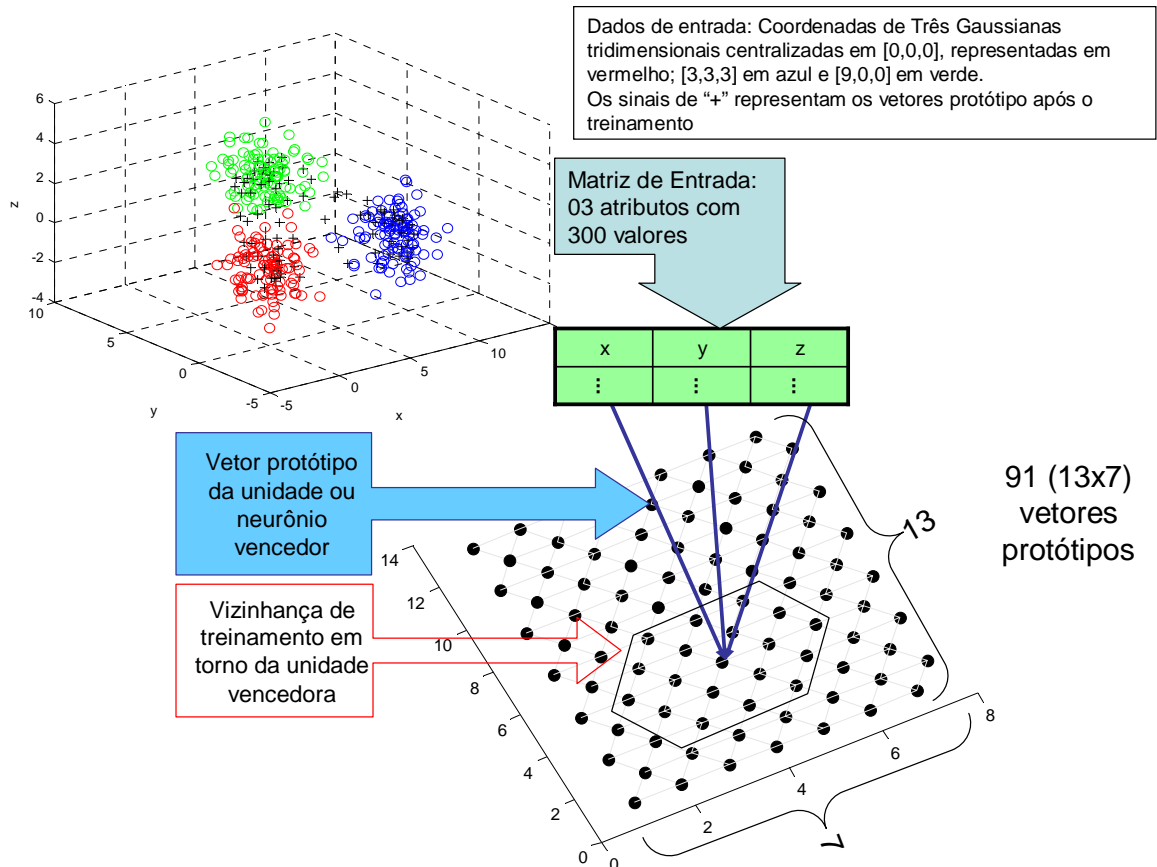 Dados de entrada: Coordenadas de Três Gaussianas
tridimensionais centralizadas em [0,0,0], representadas em
vermelho; [3,3,3] em azul e [9,0,0] em verde.
Os sinais de “+” representam os vetores protótipo após o
treinamento
6
4
2
0
-2
-4
z
10
5
0
-5
y
-5
0
5
10
x
Matriz de Entrada:
03 atributos com
300 valores
x y z
⋮ ⋮ ⋮
Vetor protótipo
da unidade ou
neurônio
vencedor
Vizinhança de
treinamento em
torno da unidade
vencedora
91 (13x7)
vetores
protótipos
13
14
12
10
8
6
4
2
0
0
2
4
6
8
7